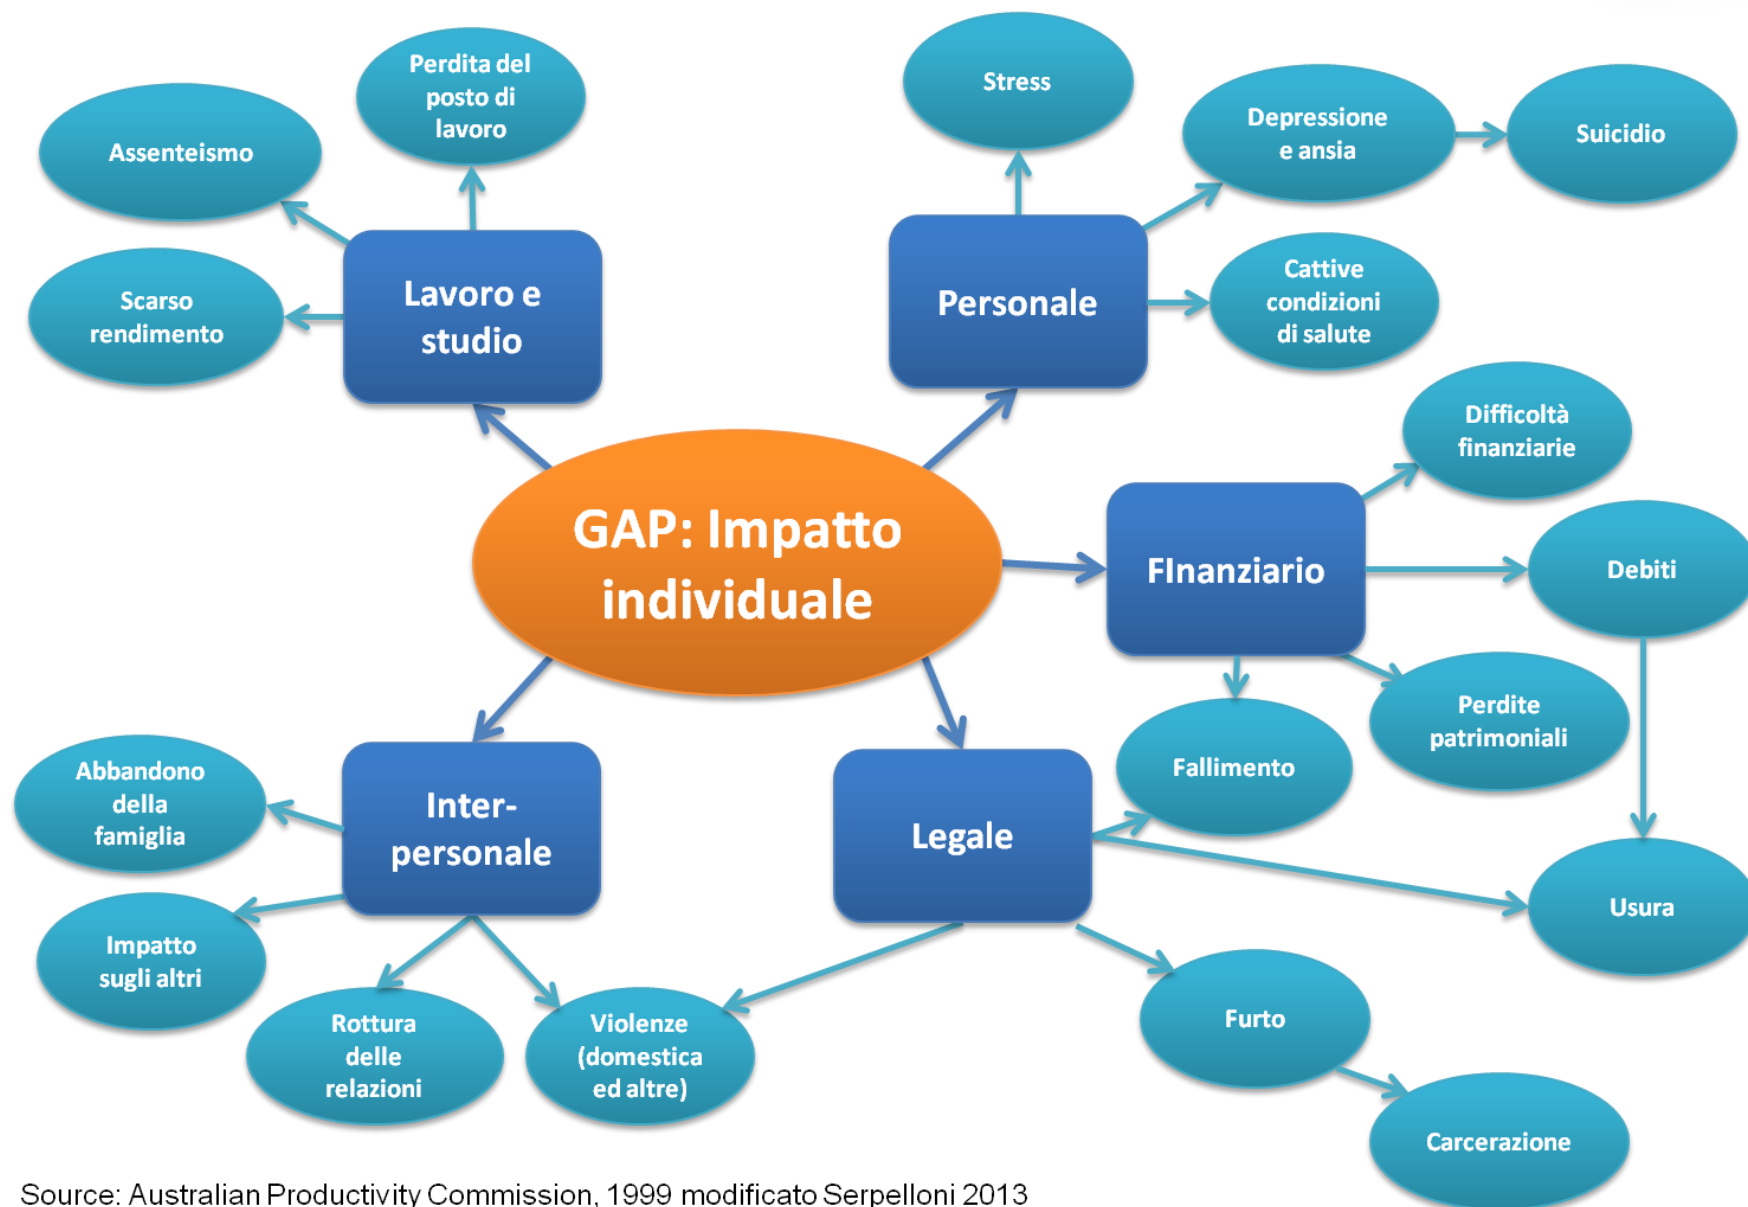 Perdita del
posto di
lavoro
Assenteismo
Scarso
rendimento
Lavoro e
studio
Stress
Depressione
e ansia
Suicidio
Personale
Cattive
condizioni
di salute
GAP: Impatto
individuale
Difficoltà
finanziarie
FInanziario
Debiti
Perdite
patrimoniali
Fallimento
Usura
Abbandono
della
famiglia
Inter-
personale
Impatto
sugli altri
Rottura
delle
relazioni
Violenze
(domestica
ed altre)
Legale
Furto
Carcerazione
Source: Australian Productivity Commission, 1999 modificato Serpelloni 2013